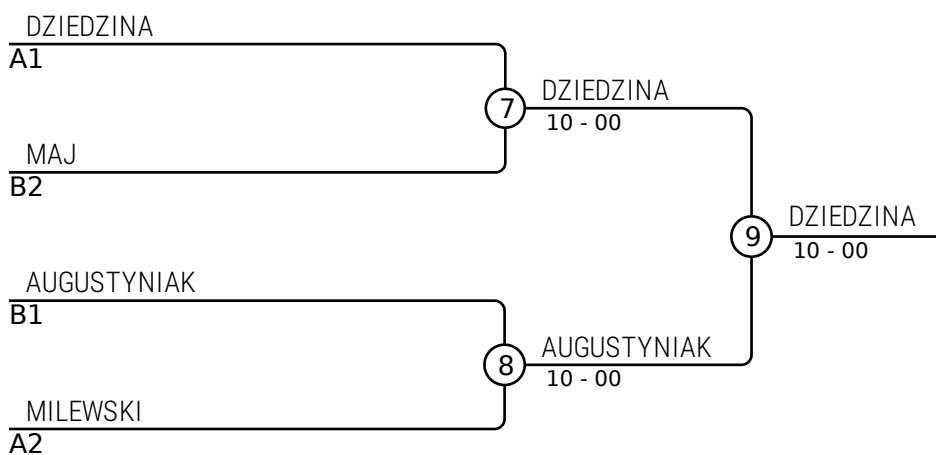 DZIEDZINA
A1
7
DZIEDZINA
10 - 00
MAJ
B2
9
DZIEDZINA
10 - 00
AUGUSTYNIAK
B1
8
AUGUSTYNIAK
10 - 00
MILEWSKI
A2